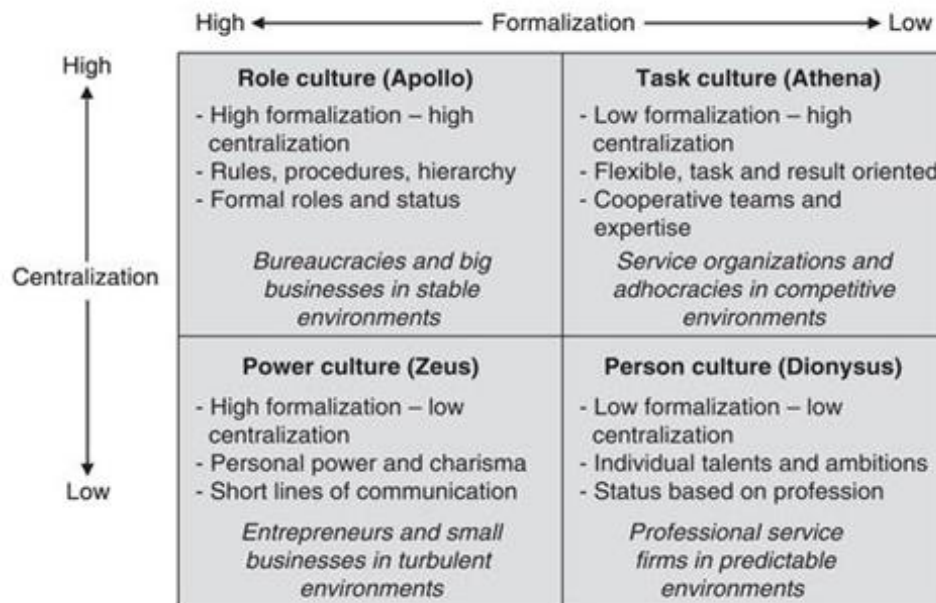 High Formalization Low
High
Centralization
Low
Role culture (Apollo)
- High formalization – high
centralization
- Rules, procedures, hierarchy
- Formal roles and status
Bureaucracies and big
businesses in stable
environments
Task culture (Athena)
- Low formalization – high
centralization
- Flexible, task and result oriented
- Cooperative teams and
expertise
Service organizations and
adhocracies in competitive
environments
Power culture (Zeus)
- High formalization – low
centralization
- Personal power and charisma
- Short lines of communication
Entrepreneurs and small
businesses in turbulent
environments
Person culture (Dionysus)
- Low formalization – low
centralization
- Individual talents and ambitions
- Status based on profession
Professional service
firms in predictable
environments